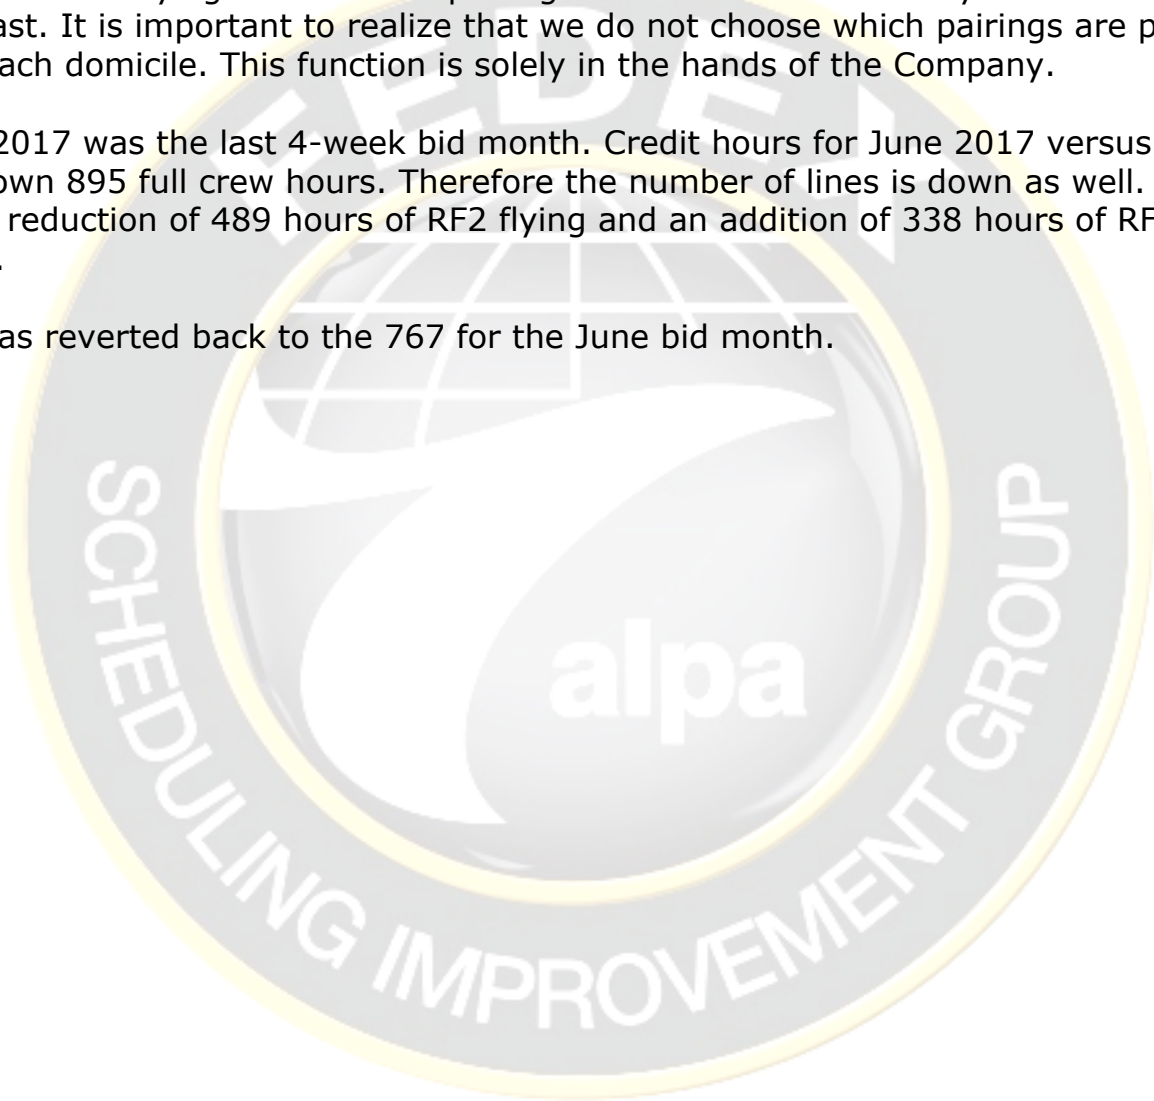 ast. It is important to realize that we do not choose which pairings are p
ach domicile. This function is solely in the hands of the Company.
2017 was the last 4-week bid month. Credit hours for June 2017 versus
own 895 full crew hours. Therefore the number of lines is down as well.
reduction of 489 hours of RF2 flying and an addition of 338 hours of RF
.
as reverted back to the 767 for the June bid month.
FEDEX
alpa
SCHEDULING IMPROVEMENT GROUP